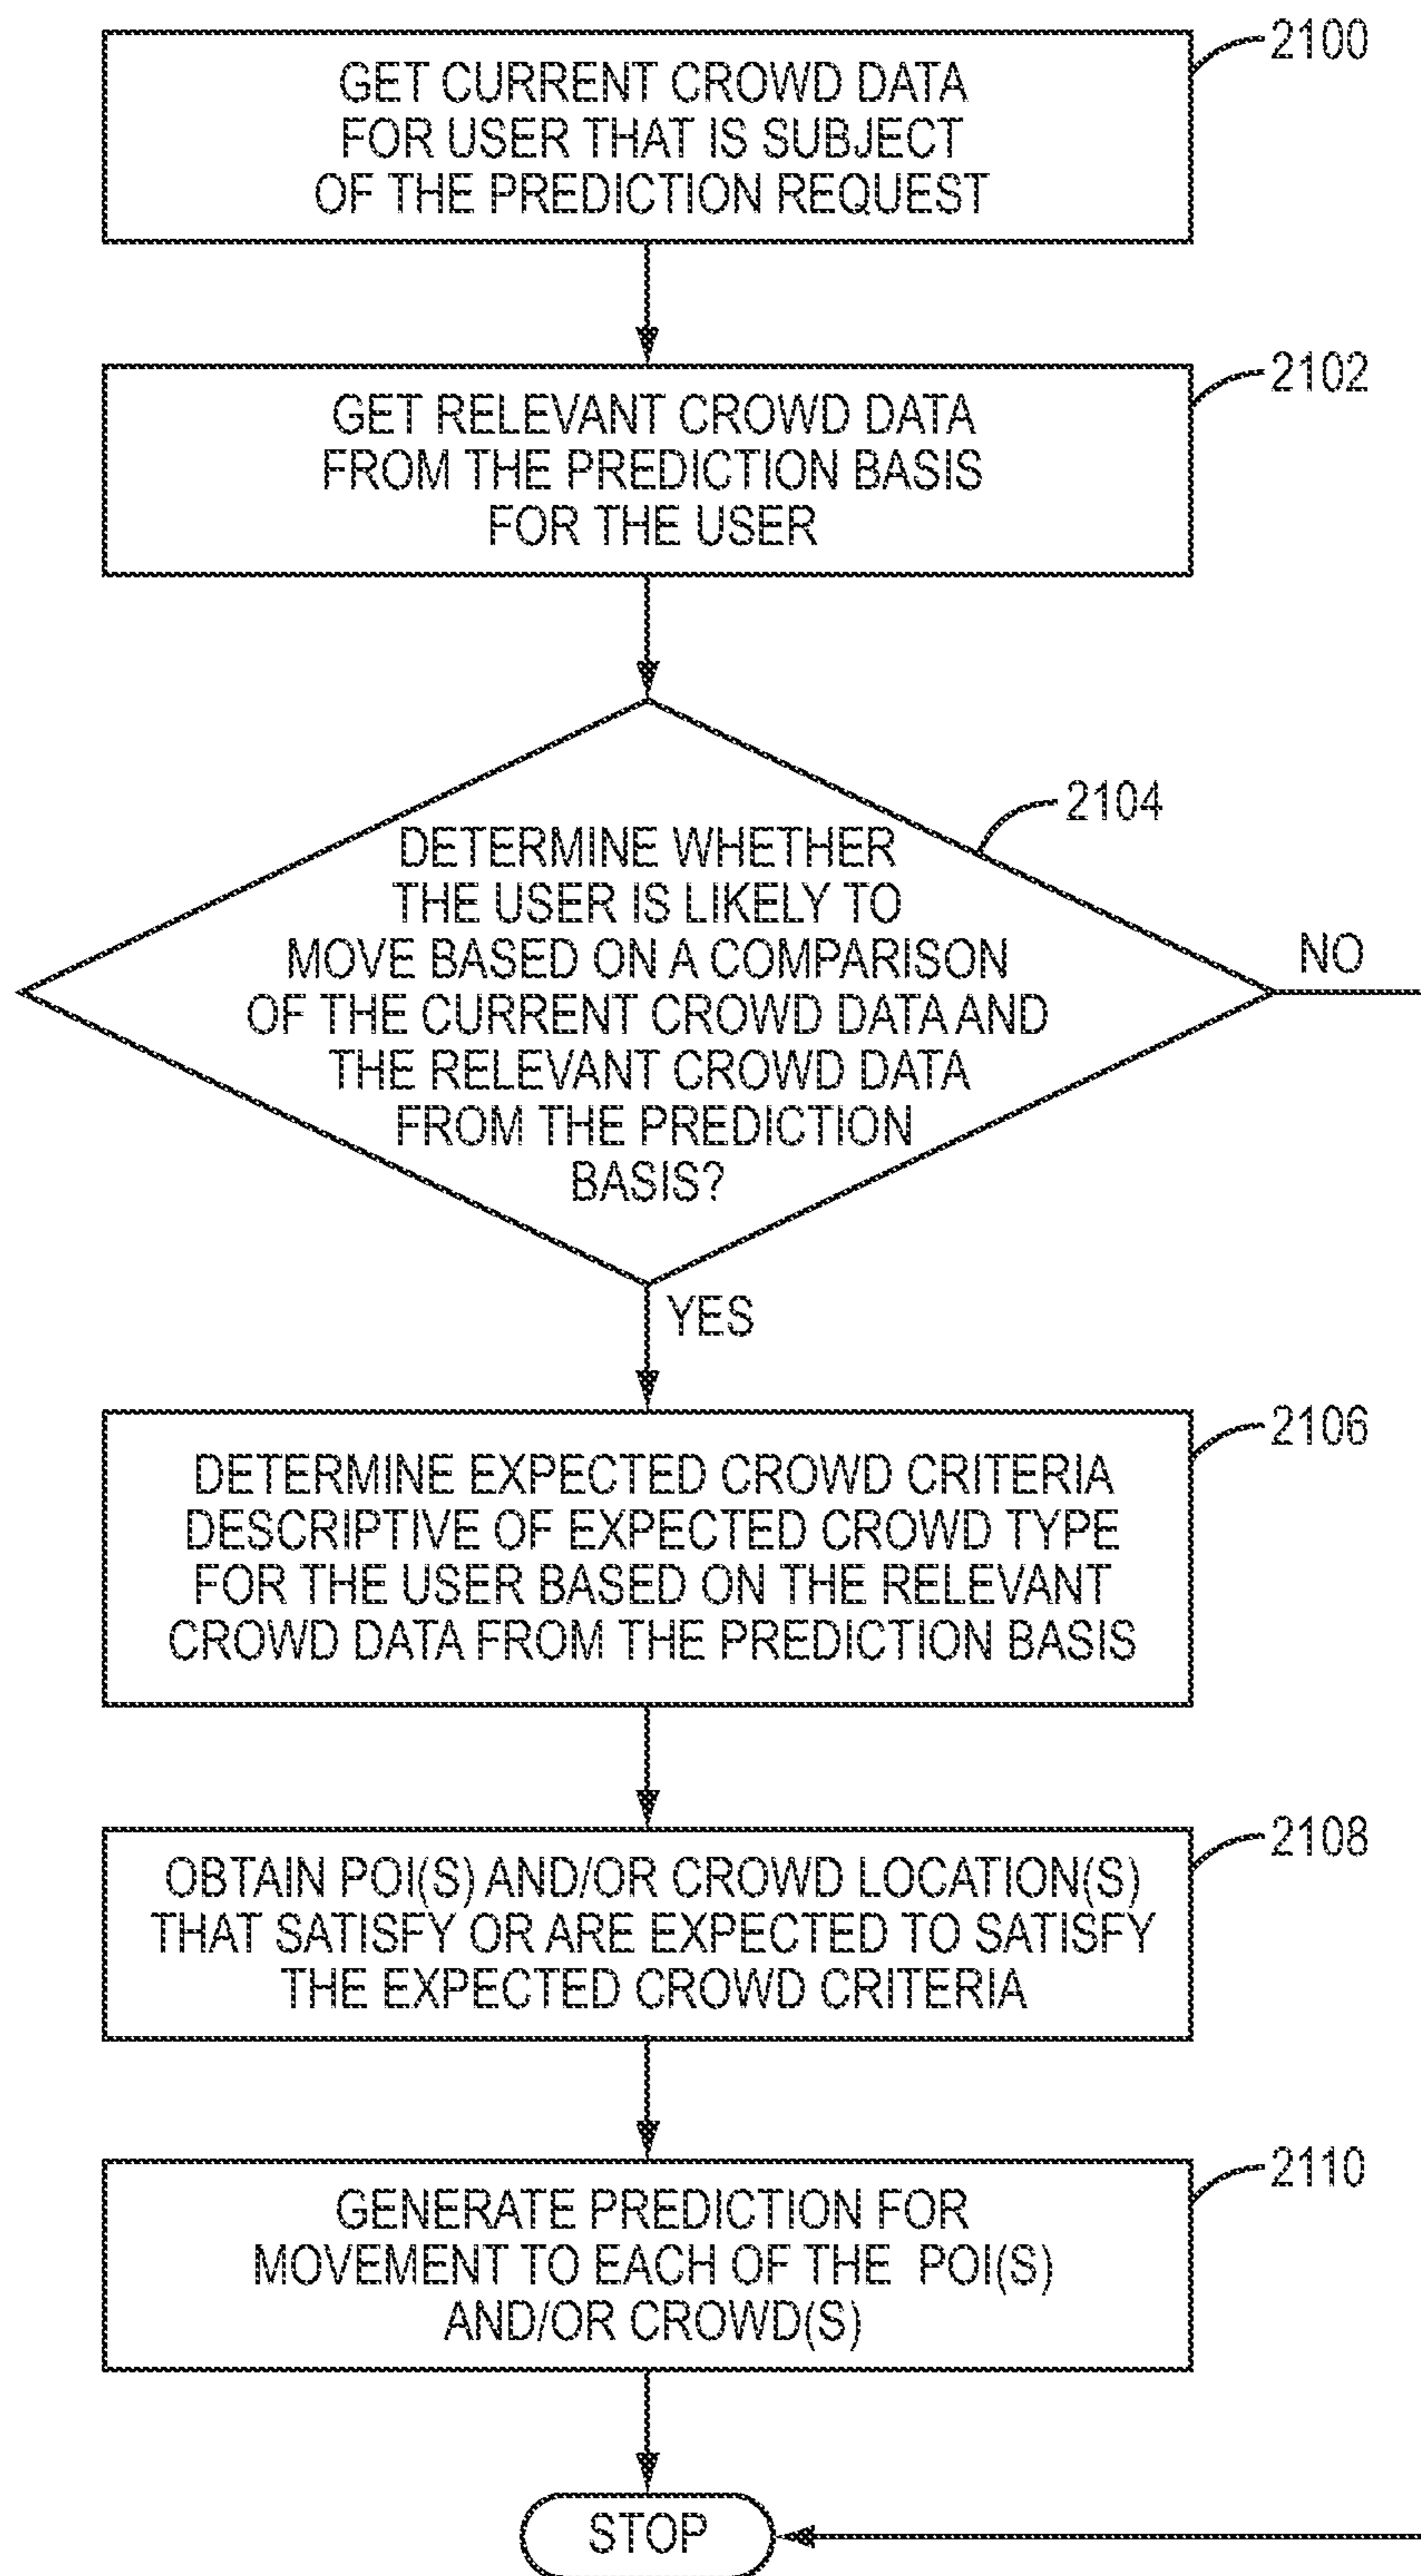 2100
GET CURRENT CROWD DATA
FOR USER THAT IS SUBJECT
OF THE PREDICTION REQUEST
2102
GET RELEVANT CROWD DATA
FROM THE PREDICTION BASIS
FOR THE USER
2104
DETERMINE WHETHER
THE USER IS LIKELY TO
MOVE BASED ON A COMPARISON
OF THE CURRENT CROWD DATA AND
THE RELEVANT CROWD DATA
FROM THE PREDICTION
BASIS?
NO
YES
2106
DETERMINE EXPECTED CROWD CRITERIA
DESCRIPTIVE OF EXPECTED CROWD TYPE
FOR THE USER BASED ON THE RELEVANT
CROWD DATA FROM THE PREDICTION BASIS
2108
OBTAIN POI(S) AND/OR CROWD LOCATION(S)
THAT SATISFY OR ARE EXPECTED TO SATISFY
THE EXPECTED CROWD CRITERIA
2110
GENERATE PREDICTION FOR
MOVEMENT TO EACH OF THE POI(S)
AND/OR CROWD(S)
STOP